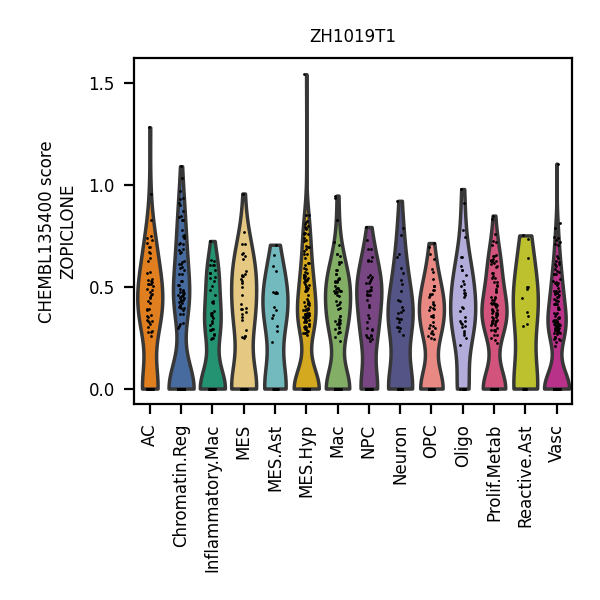 ZH1019T1
CHEMBL135400 score
ZOPICLONE
1.5
1.0
0.5
0.0
AC
Chromatin.Reg
Inflammatory.Mac
MES
MES.Ast
MES.Hyp
Mac
NPC
Neuron
OPC
Oligo
Prolif.Metab
Reactive.Ast
Vasc